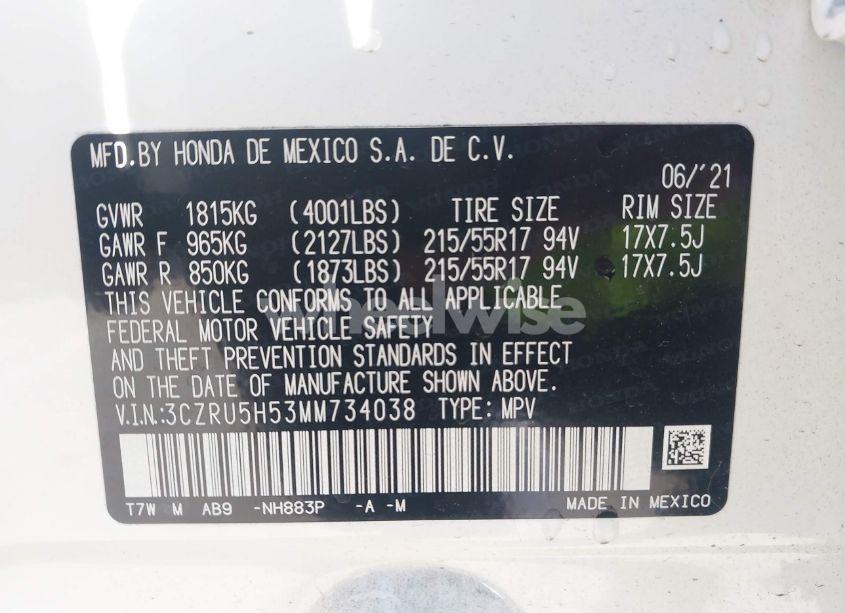 MFD.BY HONDA DE MEXICO S.A. DE C.V.
06/'21
GVWR 1815KG (4001LBS) TIRE SIZE RIM SIZE
GAWR F 965KG (2127LBS) 215/55R17 94V 17X7.5J
GAWR R 850KG (1873LBS) 215/55R17 94V 17X7.5J
THIS VEHICLE CONFORMS TO ALL APPLICABLE
FEDERAL MOTOR VEHICLE SAFETY
AND THEFT PREVENTION STANDARDS IN EFFECT
ON THE DATE OF MANUFACTURE SHOWN ABOVE.
V.I.N.:3CZRU5H53MM734038 TYPE: MPV
T7W M AB9 -NH883P -A -M MADE IN MEXICO
wheelwise